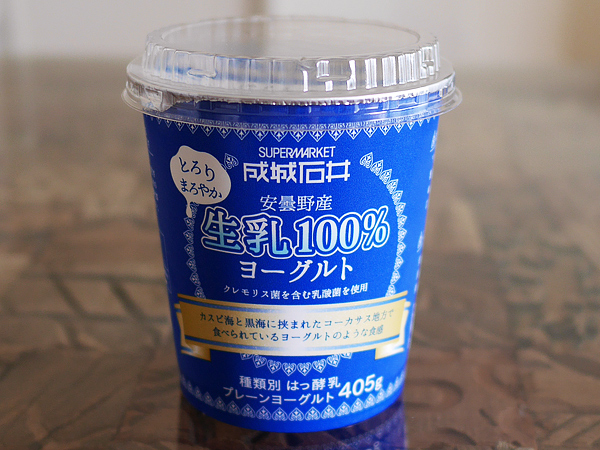 SUPERMARKET
成城石井
とろり
まろやか
安曇野産
生乳100%
ヨーグルト
クレモリス菌を含む乳酸菌を使用
カスピ海と黒海に挟まれたコーカサス地方で
食べられているヨーグルトのような食感
種類別 はっ酵乳
プレーンヨーグルト 405g